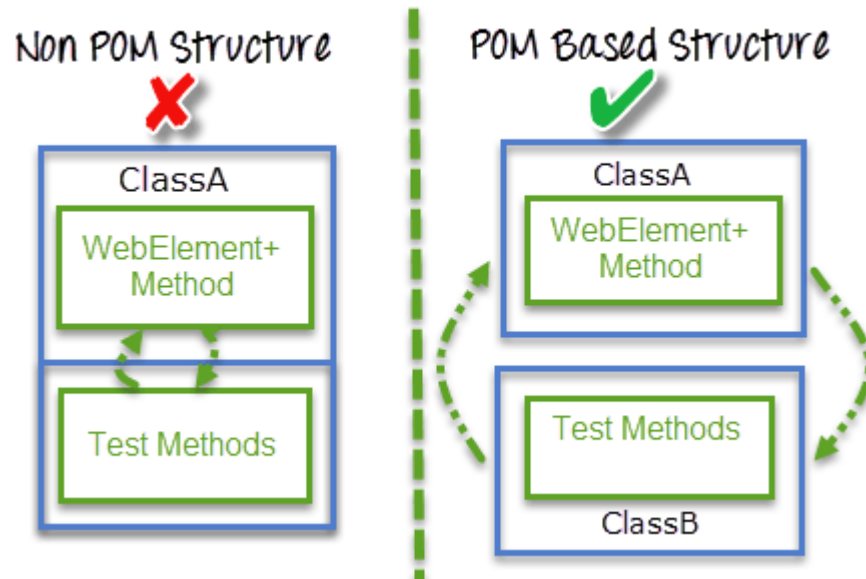 Non POM Structure
ClassA
WebElement+
Method
Test Methods
POM Based Structure
ClassA
WebElement+
Method
Test Methods
ClassB